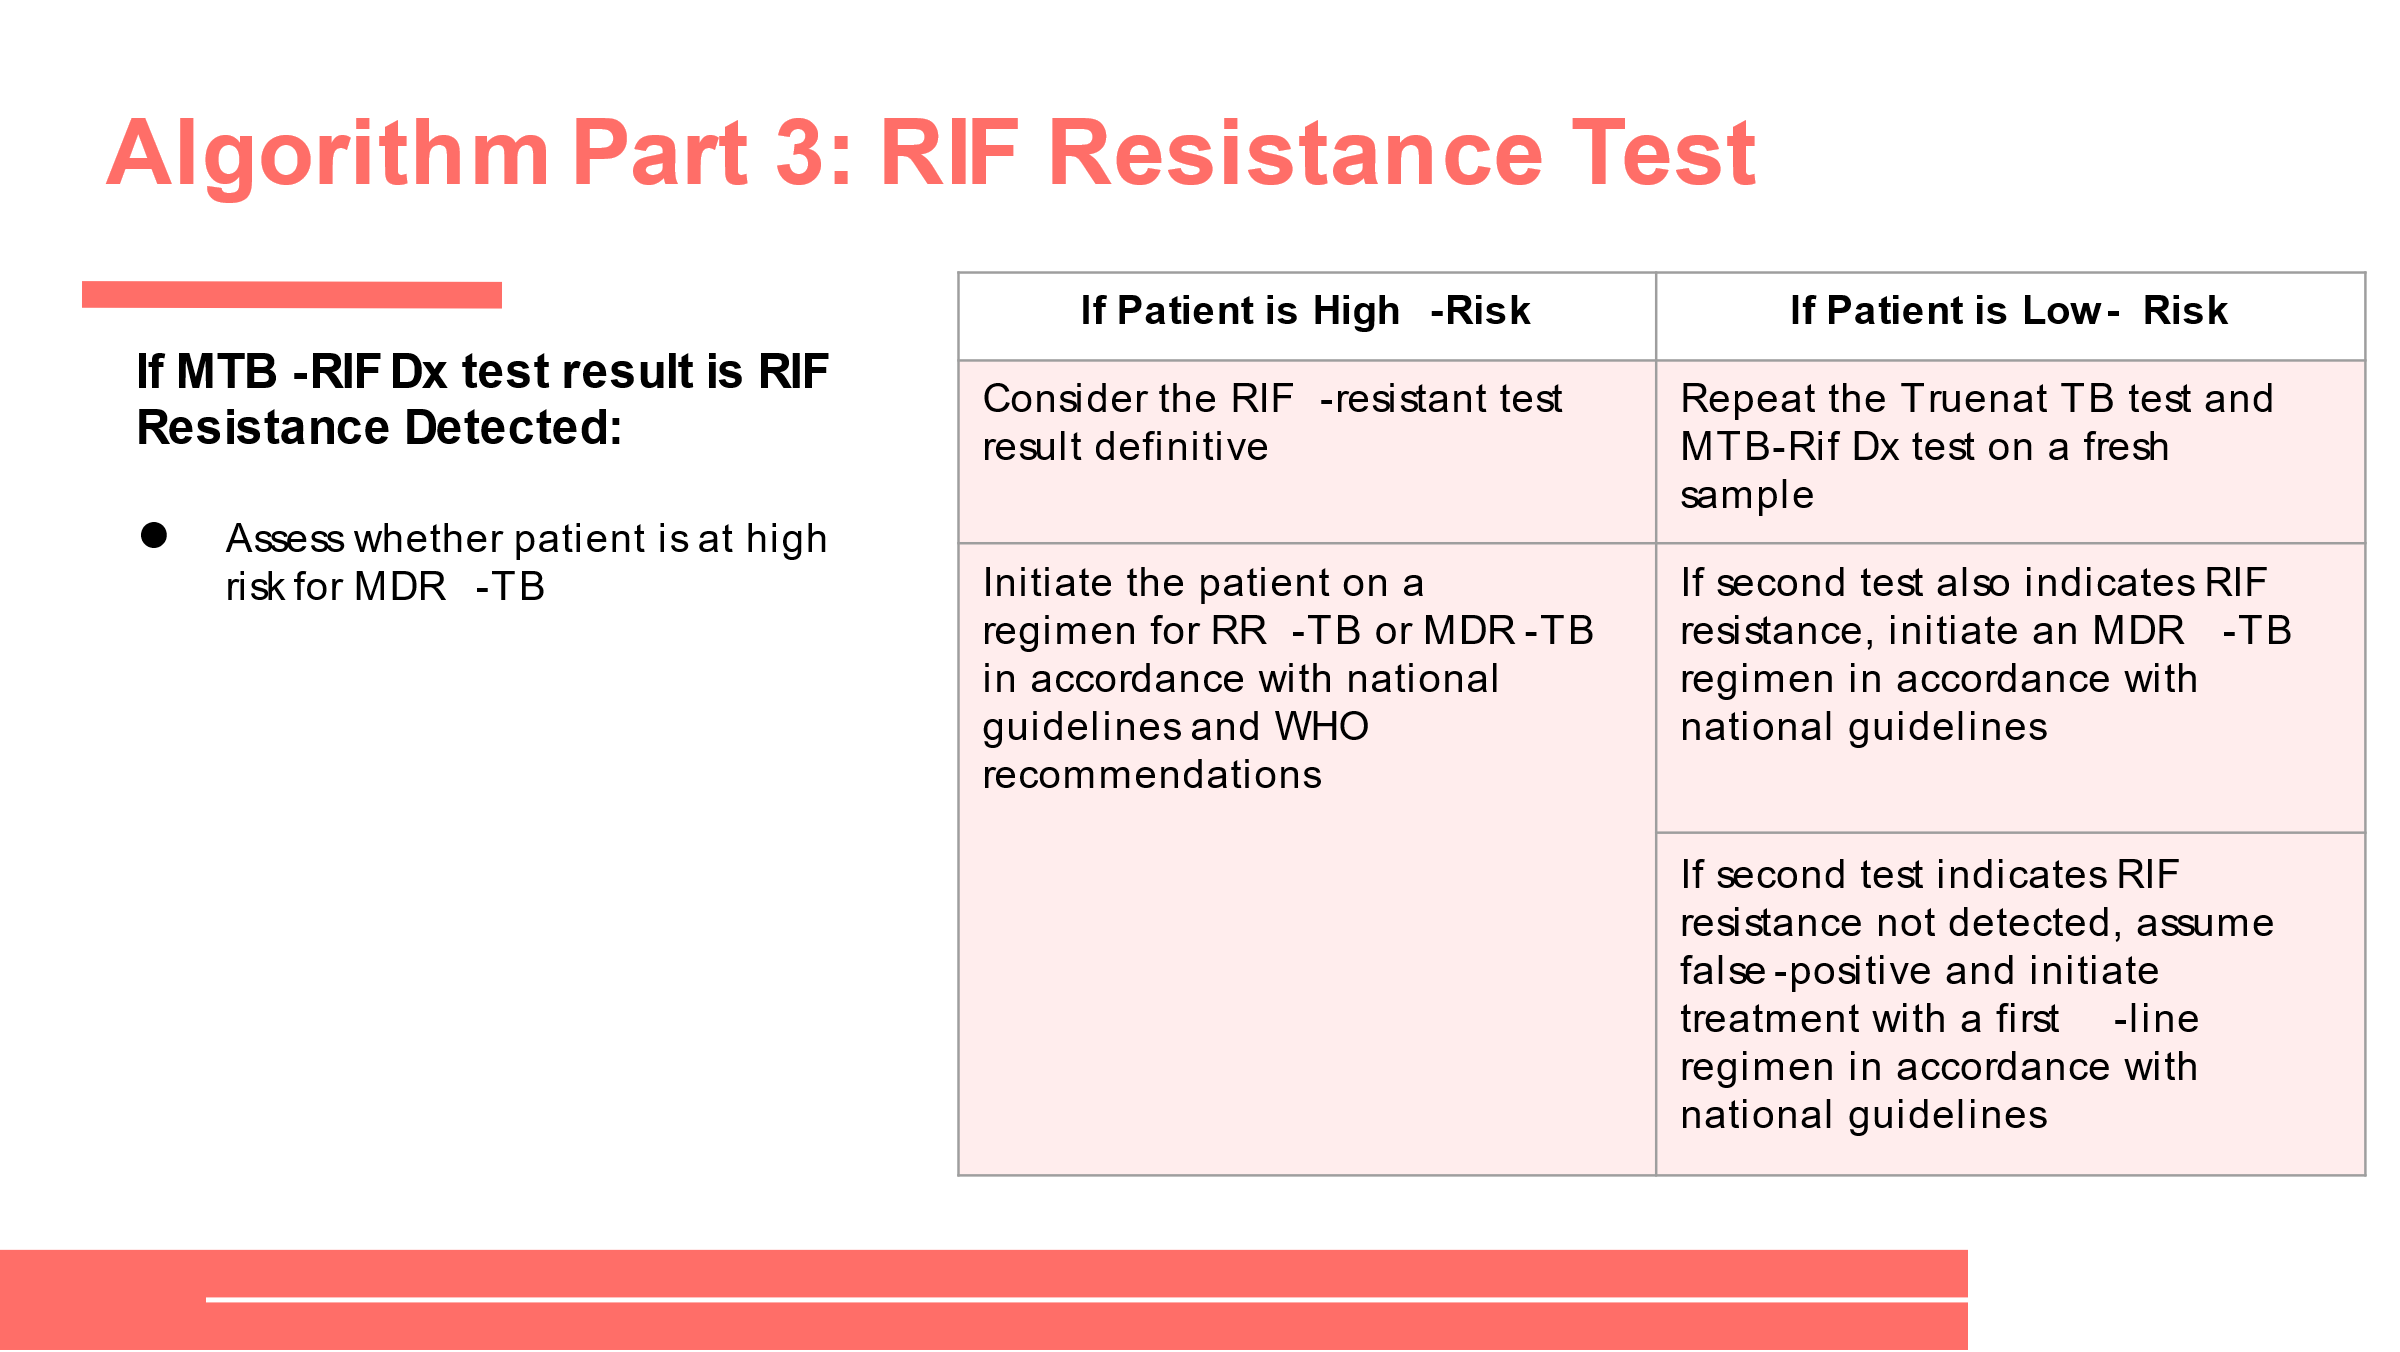 Algorithm Part 3: RIF Resistance Test
If MTB -RIF Dx test result is RIF
Resistance Detected:
● Assess whether patient is at high
risk for MDR -TB
If Patient is High -Risk
Consider the RIF -resistant test
result definitive
Initiate the patient on a
regimen for RR -TB or MDR -TB
in accordance with national
guidelines and WHO
recommendations
If Patient is Low- Risk
Repeat the Truenat TB test and
MTB-Rif Dx test on a fresh
sample
If second test also indicates RIF
resistance, initiate an MDR -TB
regimen in accordance with
national guidelines
If second test indicates RIF
resistance not detected, assume
false -positive and initiate
treatment with a first -line
regimen in accordance with
national guidelines